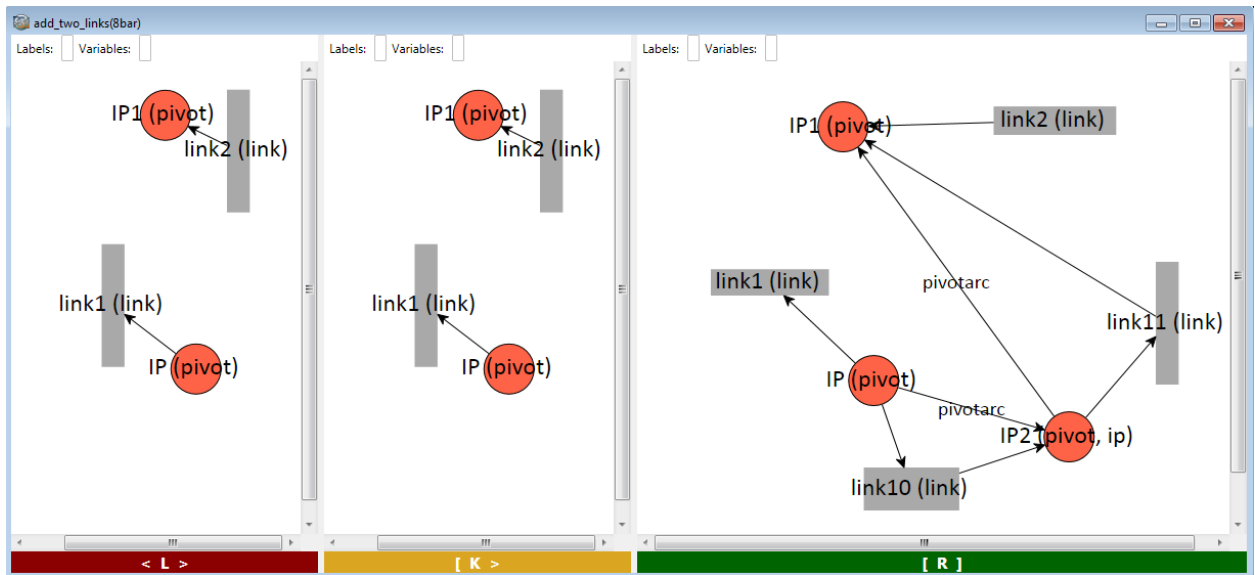 add_two_links(8bar)
Labels: Variables:
IP1 (pivot)
link2 (link)
link1 (link)
IP (pivot)
< L >
Labels: Variables:
IP1 (pivot)
link2 (link)
link1 (link)
IP (pivot)
[ K >
Labels: Variables:
IP1 (pivot)
link2 (link)
link1 (link)
pivotarc
link11 (link)
IP (pivot)
pivotarc
IP2 (pivot, ip)
link10 (link)
[ R ]